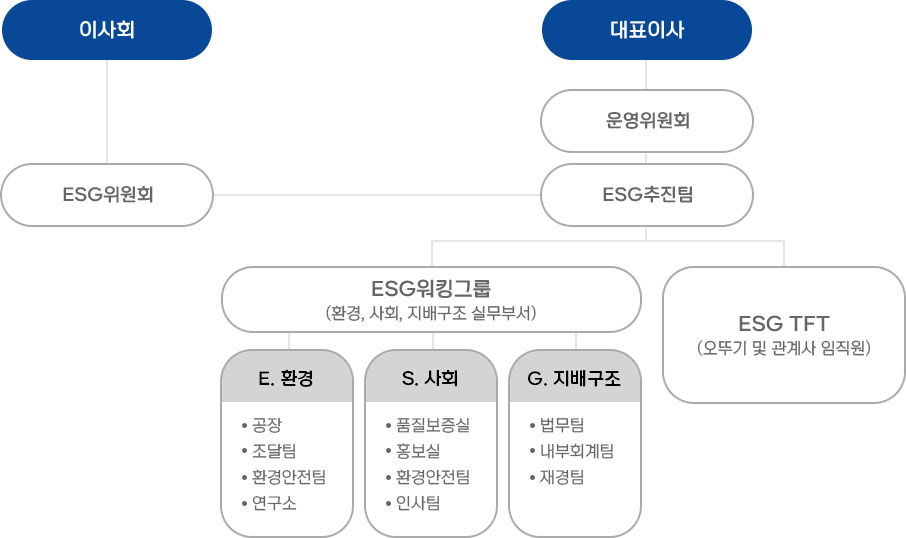 이사회
대표이사
운영위원회
ESG위원회
ESG추진팀
ESG워킹그룹
(환경, 사회, 지배구조 실무부서)
ESG TFT
(오뚜기 및 관계사 임직원)
E. 환경
• 공장
• 조달팀
• 환경안전팀
• 연구소
S. 사회
• 품질보증실
• 홍보실
• 환경안전팀
• 인사팀
G. 지배구조
• 법무팀
• 내부회계팀
• 재경팀